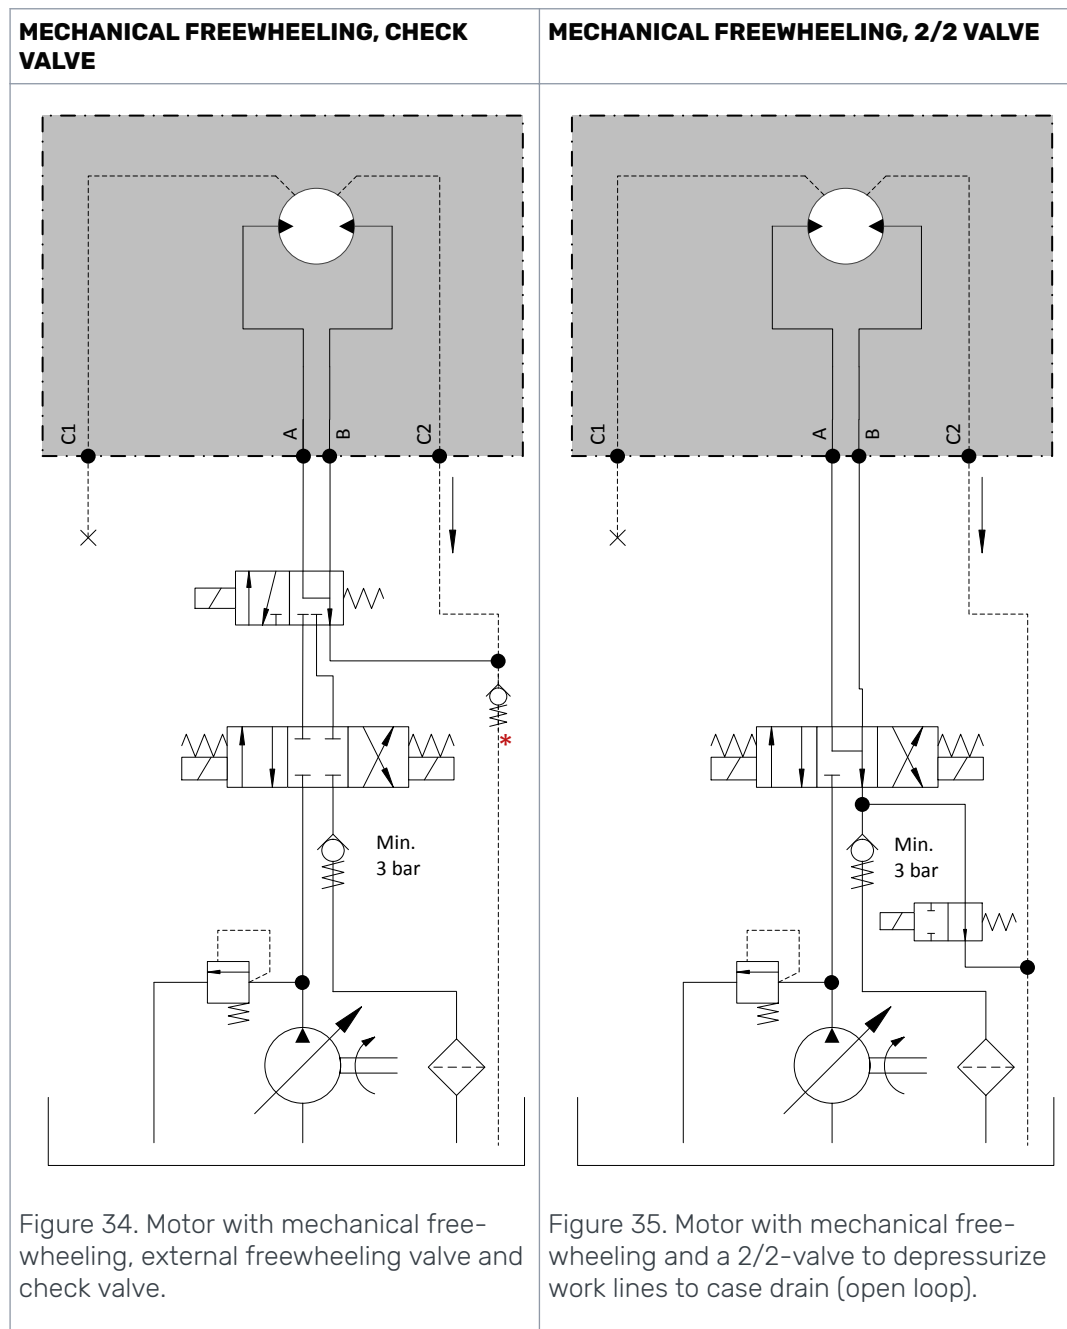 MECHANICAL FREEWHEELING, CHECK
VALVE
C1
A
B
C2
*
Min.
3 bar
Figure 34. Motor with mechanical free-
wheeling, external freewheeling valve and
check valve.
MECHANICAL FREEWHEELING, 2/2 VALVE
C1
A
B
C2
Min.
3 bar
Figure 35. Motor with mechanical free-
wheeling and a 2/2-valve to depressurize
work lines to case drain (open loop).